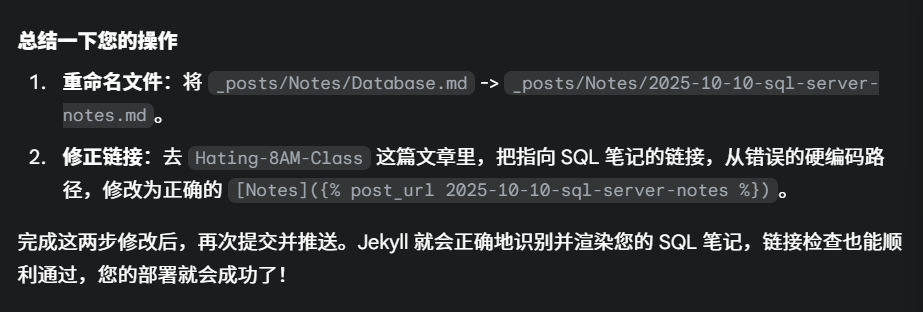 总结一下您的操作
1. 重命名文件：将 _posts/Notes/Database.md -> _posts/Notes/2025-10-10-sql-server-
notes.md 。
2. 修正链接：去 Hating-8AM-Class 这篇文章里，把指向 SQL 笔记的链接，从错误的硬编码路
径，修改为正确的 [Notes]({% post_url 2025-10-10-sql-server-notes %}) 。
完成这两步修改后，再次提交并推送。Jekyll 就会正确地识别并渲染您的 SQL 笔记，链接检查也能顺
利通过，您的部署就会成功了！